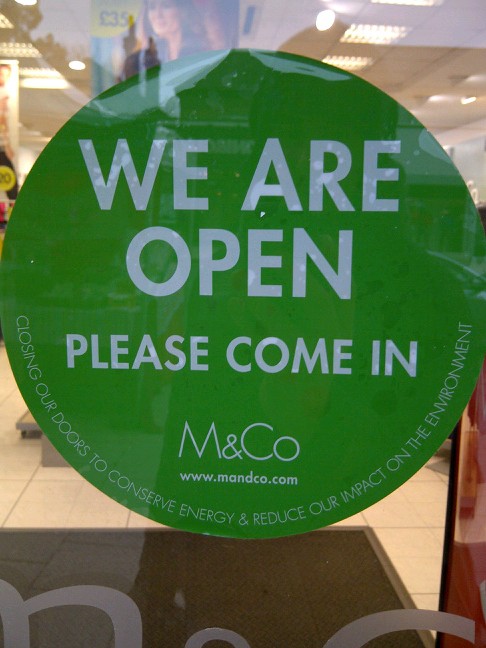 £35
WE ARE
OPEN
PLEASE COME IN
M&Co
www.mandco.com
CLOSING OUR DOORS TO CONSERVE ENERGY & REDUCE OUR IMPACT ON THE ENVIRONMENT